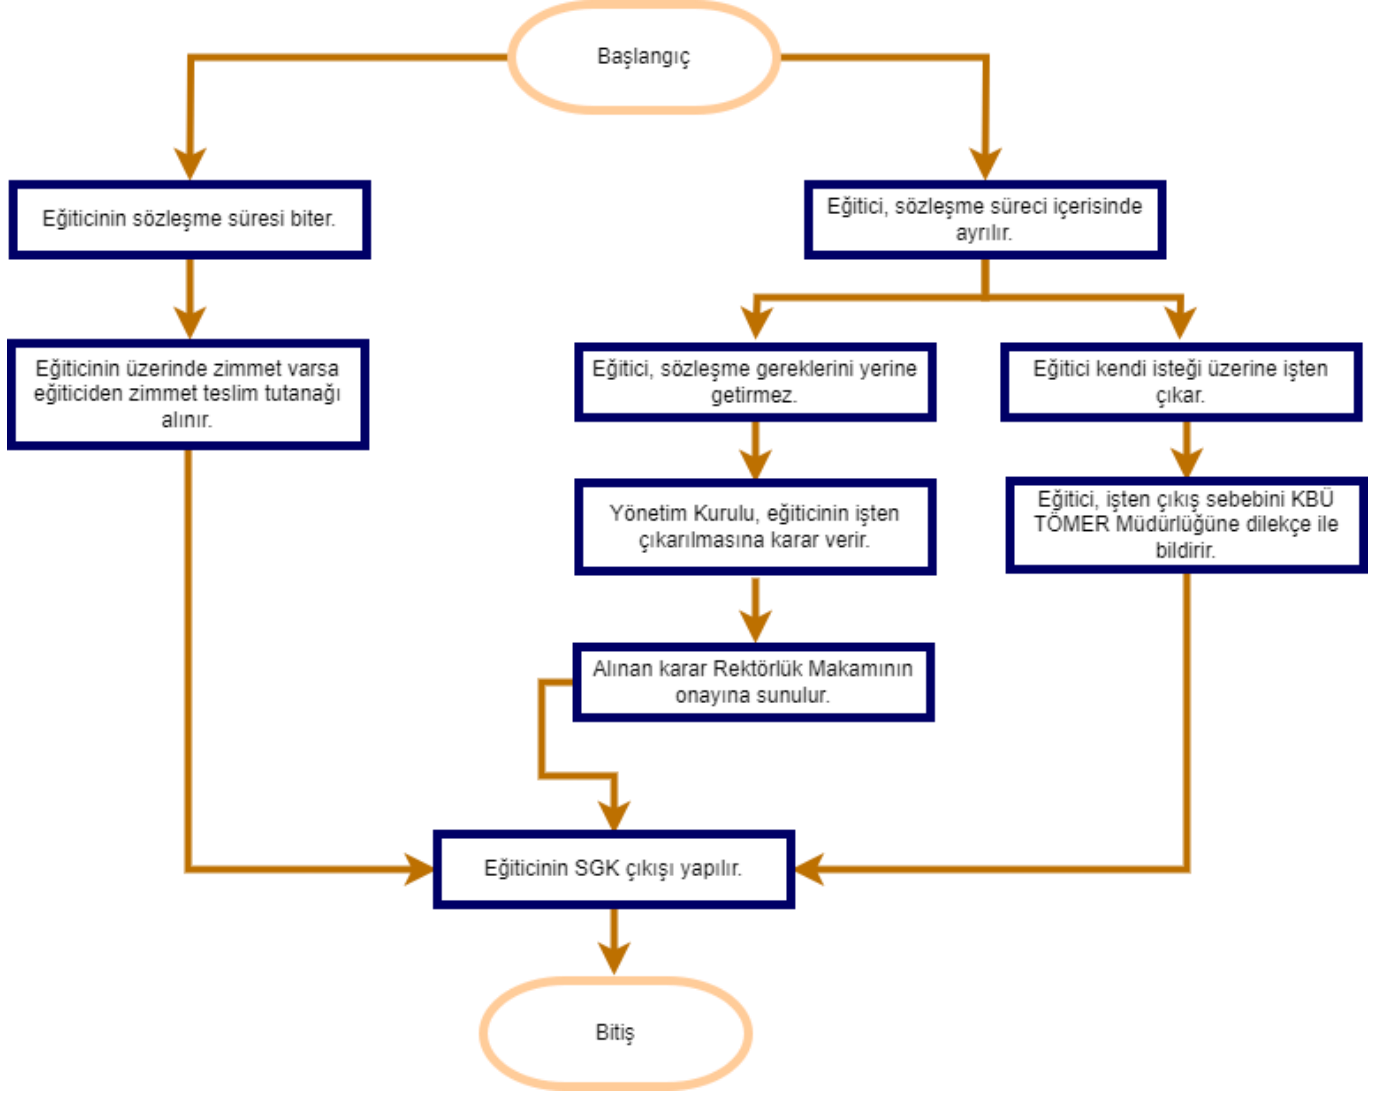 Başlangıç
Eğiticinin sözleşme süresi biter.
Eğitici, sözleşme süreci içerisinde
ayrılır.
Eğiticinin üzerinde zimmet varsa
eğiticiden zimmet teslim tutanağı
alınır.
Eğitici, sözleşme gereklerini yerine
getirmez.
Eğitici kendi isteği üzerine işten
çıkar.
Yönetim Kurulu, eğiticinin işten
çıkarılmasına karar verir.
Eğitici, işten çıkış sebebini KBÜ
TÖMER Müdürlüğüne dilekçe ile
bildirir.
Alınan karar Rektörlük Makamının
onayına sunulur.
Eğiticinin SGK çıkışı yapılır.
Bitiş